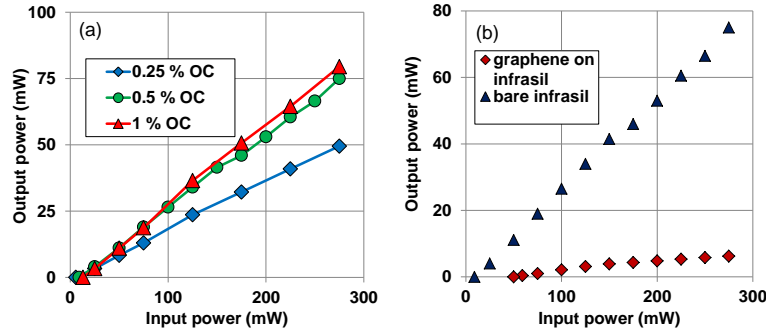 (a)
100
75
50
25
0
0 100 200 300
Output power (mW)
Input power (mW)
0.25 % OC
0.5 % OC
1 % OC
(b)
80
60
40
20
0
0 100 200 300
Output power (mW)
Input power (mW)
graphene on
infrasil
bare infrasil